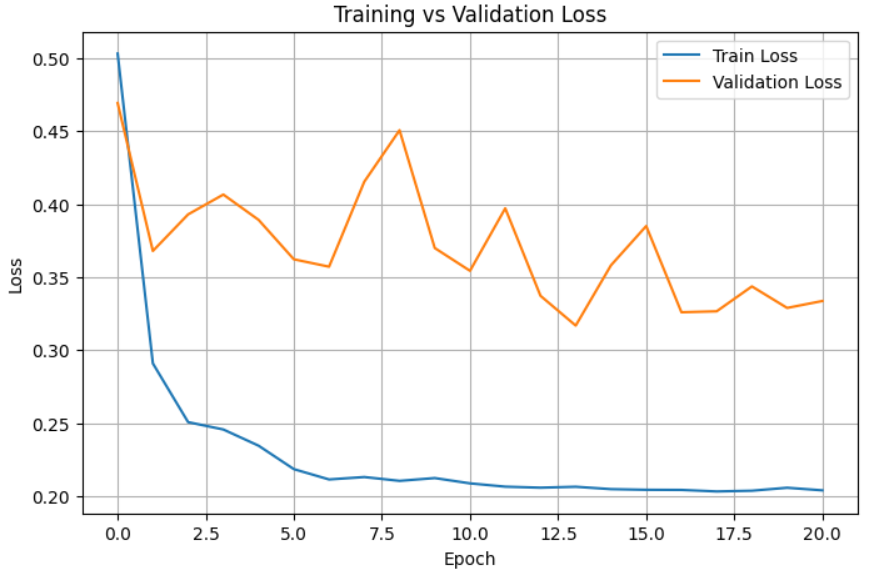 Training vs Validation Loss
Train Loss
Validation Loss
0.50
0.45
0.40
0.35
0.30
0.25
0.20
Loss
0.0 2.5 5.0 7.5 10.0 12.5 15.0 17.5 20.0
Epoch